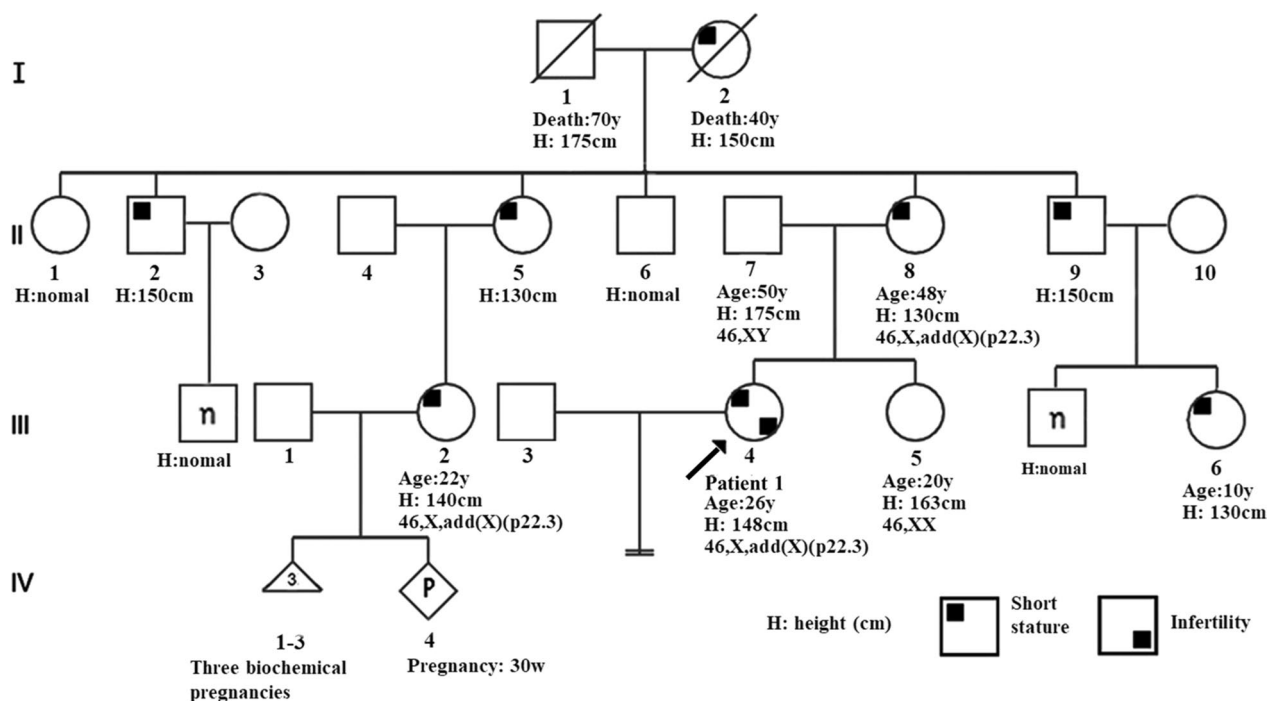 I
1
Death:70y
H: 175cm
2
Death:40y
H: 150cm
II
1
H:nomal
2
H:150cm
3
4
5
H:130cm
6
H:nomal
7
Age:50y
H: 175cm
46,XY
8
Age:48y
H: 130cm
46,X,add(X)(p22.3)
9
H:150cm
10
III
n
H:nomal
1
2
Age:22y
H: 140cm
46,X,add(X)(p22.3)
3
4
Patient 1
Age:26y
H: 148cm
46,X,add(X)(p22.3)
5
Age:20y
H: 163cm
46,XX
n
H:nomal
6
Age:10y
H: 130cm
IV
3
1-3
Three biochemical
pregnancies
P
4
Pregnancy: 30w
H: height (cm)
Short
stature
Infertility